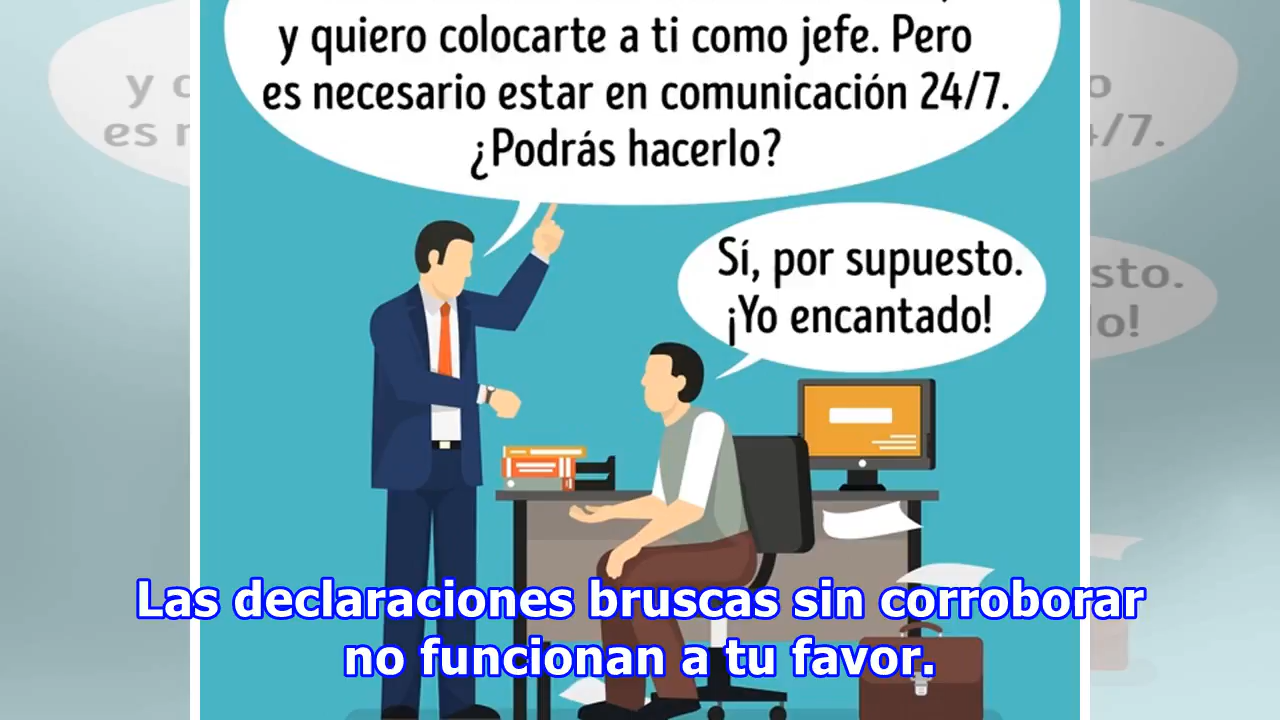 y quiero colocarte a ti como jefe. Pero
es necesario estar en comunicación 24/7.
¿Podrás hacerlo?
Sí, por supuesto.
¡Yo encantado!
Las declaraciones bruscas sin corroborar
no funcionan a tu favor.